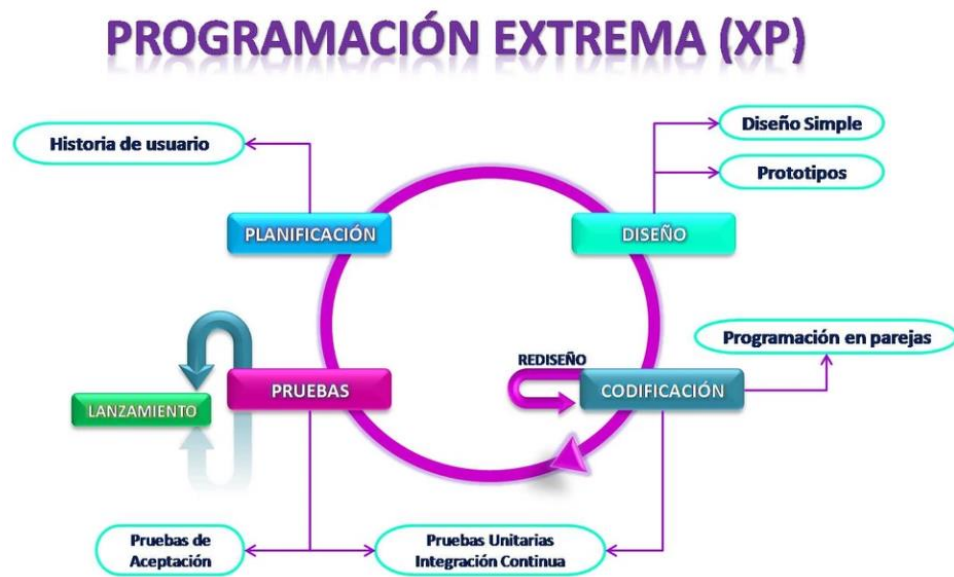 PROGRAMACIÓN EXTREMA (XP)
Historia de usuario
Diseño Simple
Prototipos
PLANIFICACIÓN
DISEÑO
Programación en parejas
REDISEÑO
PRUEBAS
CODIFICACIÓN
LANZAMIENTO
Pruebas de
Aceptación
Pruebas Unitarias
Integración Continua